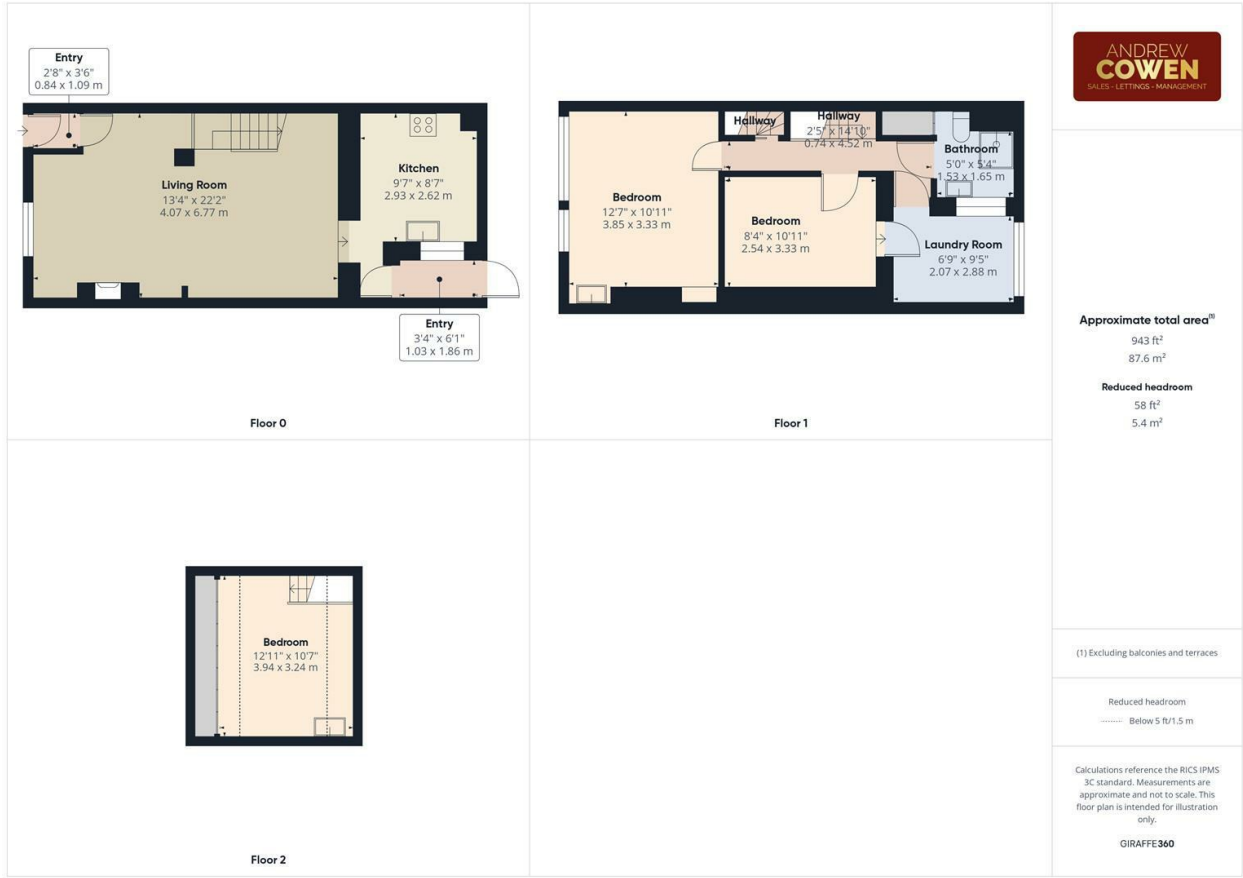 Entry
2'8" x 3'6"
0.84 x 1.09 m
Living Room
13'4" x 22'2"
4.07 x 6.77 m
Kitchen
9'7" x 8'7"
2.93 x 2.62 m
Entry
3'4" x 6'1"
1.03 x 1.86 m
Floor 0
Hallway
Hallway
2'5" x 14'10"
0.74 x 4.52 m
Bathroom
5'0" x 5'4"
1.53 x 1.65 m
Bedroom
12'7" x 10'11"
3.85 x 3.33 m
Bedroom
8'4" x 10'11"
2.54 x 3.33 m
Laundry Room
6'9" x 9'5"
2.07 x 2.88 m
Floor 1
Bedroom
12'11" x 10'7"
3.94 x 3.24 m
Floor 2
ANDREW
COWEN
SALES - LETTINGS - MANAGEMENT
Approximate total area(1)
943 ft²
87.6 m²
Reduced headroom
58 ft²
5.4 m²
(1) Excluding balconies and terraces
Reduced headroom
Below 5 ft/1.5 m
Calculations reference the RICS IPMS
3C standard. Measurements are
approximate and not to scale. This
floor plan is intended for illustration
only.
GIRAFFE360